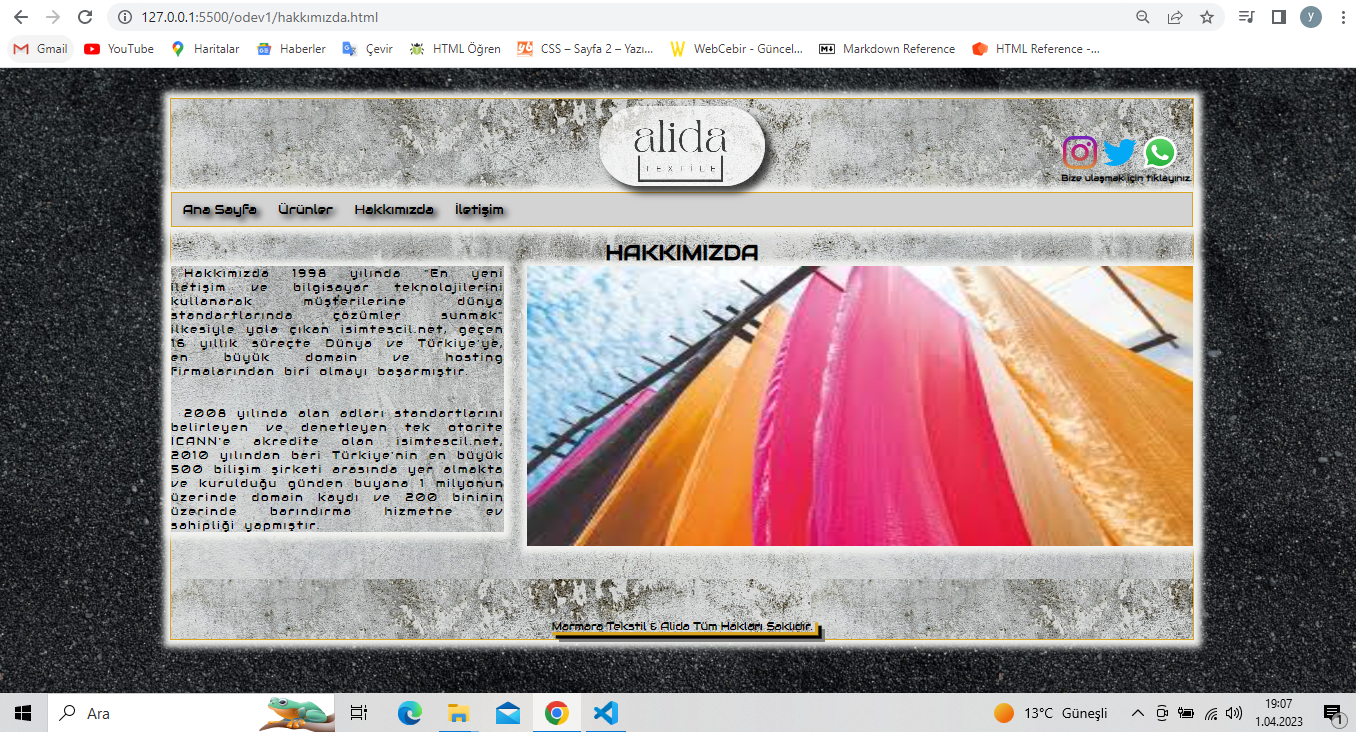 127.0.0.1:5500/odev1/hakkımızda.html
y
Gmail YouTube Haritalar Haberler Çevir HTML Öğren CSS – Sayfa 2 – Yazı... WebCebir - Güncel... Markdown Reference HTML Reference -...
alida
TEXTILE
Bize ulaşmak için tıklayınız.
Ana Sayfa Ürünler Hakkımızda İletişim
HAKKIMIZDA
Hakkımızda 1998 yılında "En yeni
iletişim ve bilgisayar teknolojilerini
kullanarak müşterilerine dünya
standartlarında çözümler sunmak"
ilkesiyle yola çıkan isimtescil.net, geçen
16 yıllık süreçte Dünya ve Türkiye'ye,
en büyük domain ve hosting
firmalarından biri olmayı başarmıştır.
2008 yılında alan adları standartlarını
belirleyen ve denetleyen tek otorite
ICANN'e akredite olan isimtescil.net,
2010 yılından beri Türkiye'nin en büyük
500 bilişim şirketi arasında yer almakta
ve kurulduğu günden buyana 1 milyonun
üzerinde domain kaydı ve 200 bininin
üzerinde barındırma hizmetne ev
sahipliği yapmıştır.
Marmara Tekstil & Alida Tüm Hakları Saklıdır.
Ara
13°C Güneşli
19:07
1.04.2023
1